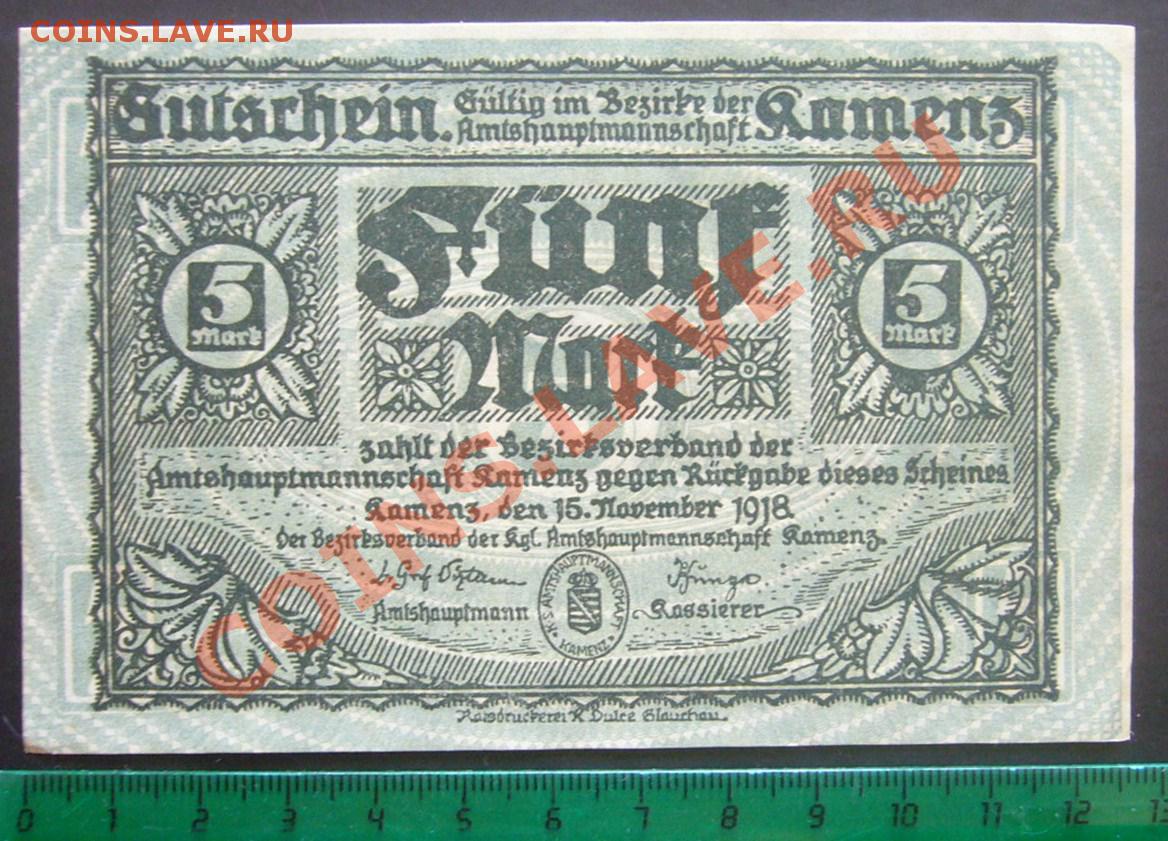 COINS.LAVE.RU
Gutschein. Gültig im Bezirke der Amtshauptmannschaft Kamenz
Fünf
Mark
5
Mark
5
Mark
zahlt der Bezirksverband der
Amtshauptmannschaft Kamenz gegen Rückgabe dieses Scheines
Kamenz, den 15. November 1918
Der Bezirksverband der Kgl. Amtshauptmannschaft Kamenz.
Amtshauptmann
Kassierer
AMTSHAUPTMANNSCHAFT
KAMENZ
Dulce Glauchau.
COINS.LAVE.RU
0 1 2 3 4 5 6 7 8 9 10 11 12 13